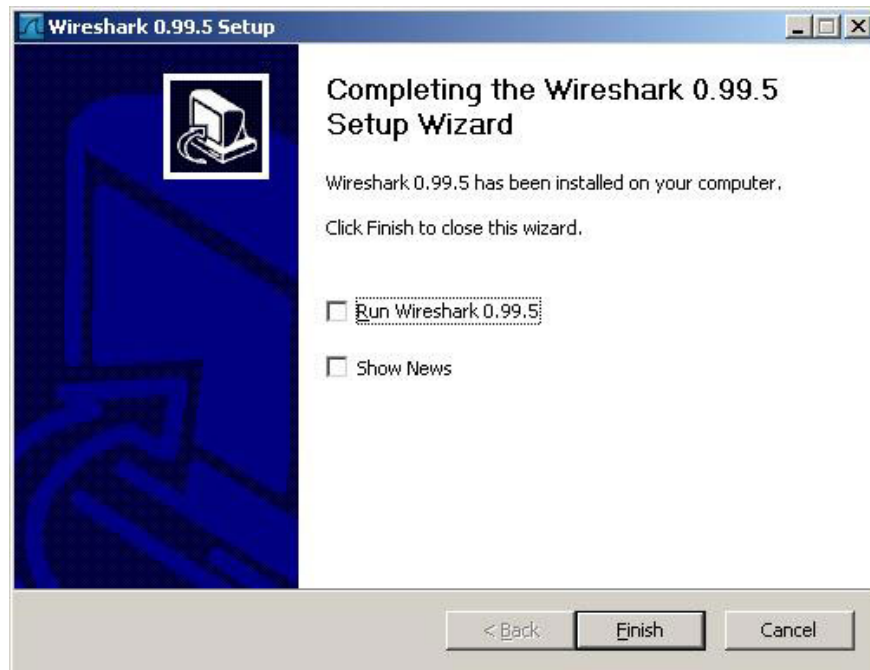 Wireshark 0.99.5 Setup
Completing the Wireshark 0.99.5
Setup Wizard
Wireshark 0.99.5 has been installed on your computer.
Click Finish to close this wizard.
Run Wireshark 0.99.5
Show News
< Back
Finish
Cancel